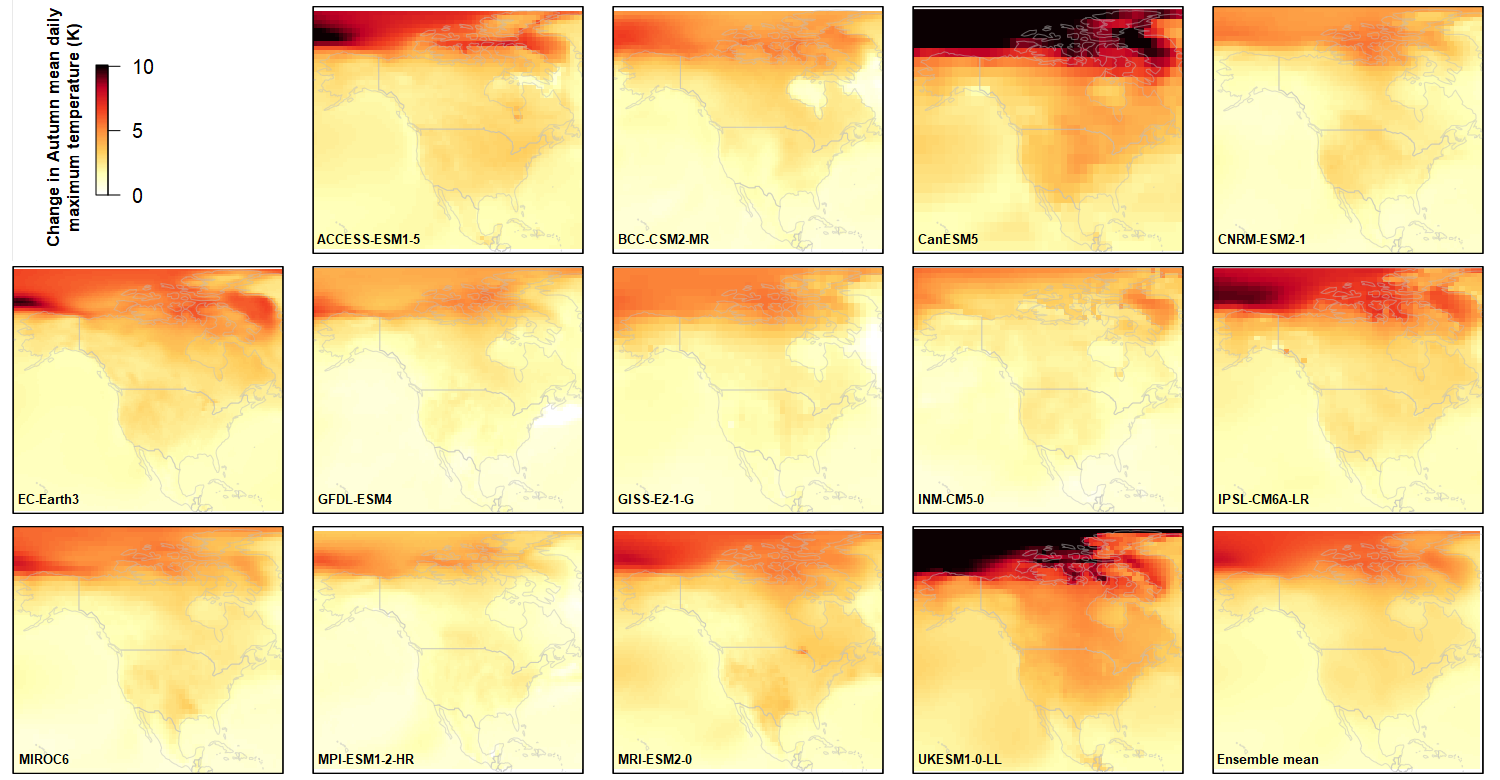 Change in Autumn mean daily
maximum temperature (K)
10
5
0
ACCESS-ESM1-5
BCC-CSM2-MR
CanESM5
CNRM-ESM2-1
EC-Earth3
GFDL-ESM4
GISS-E2-1-G
INM-CM5-0
IPSL-CM6A-LR
MIROC6
MPI-ESM1-2-HR
MRI-ESM2-0
UKESM1-0-LL
Ensemble mean